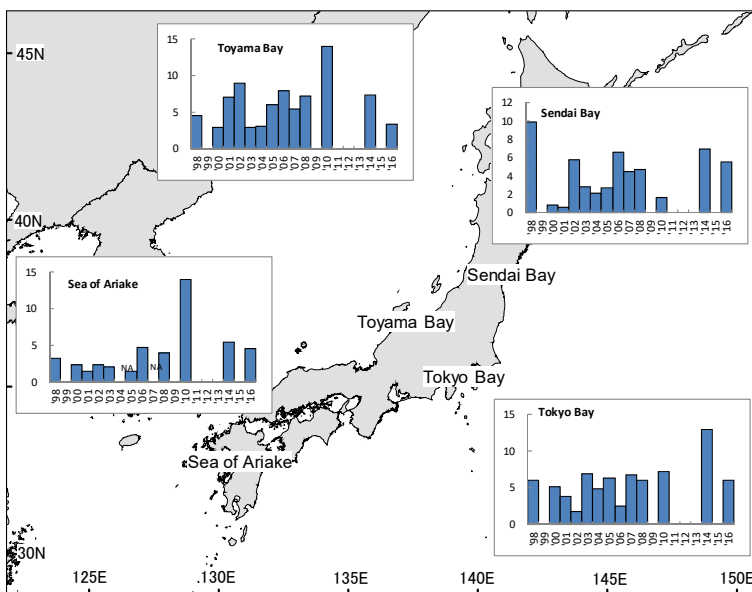 45N
40N
30N
125E 130E 135E 140E 145E 150E
Toyama Bay
15
10
5
0
'98 '99 '00 '01 '02 '03 '04 '05 '06 '07 '08 '09 '10 '11 '12 '13 '14 '15 '16
Sendai Bay
12
10
8
6
4
2
0
'98 '99 '00 '01 '02 '03 '04 '05 '06 '07 '08 '09 '10 '11 '12 '13 '14 '15 '16
Sea of Ariake
15
10
5
0
NA NA
'98 '99 '00 '01 '02 '03 '04 '05 '06 '07 '08 '09 '10 '11 '12 '13 '14 '15 '16
Sendai Bay
Toyama Bay
Tokyo Bay
Sea of Ariake
Tokyo Bay
15
10
5
0
'98 '99 '00 '01 '02 '03 '04 '05 '06 '07 '08 '09 '10 '11 '12 '13 '14 '15 '16